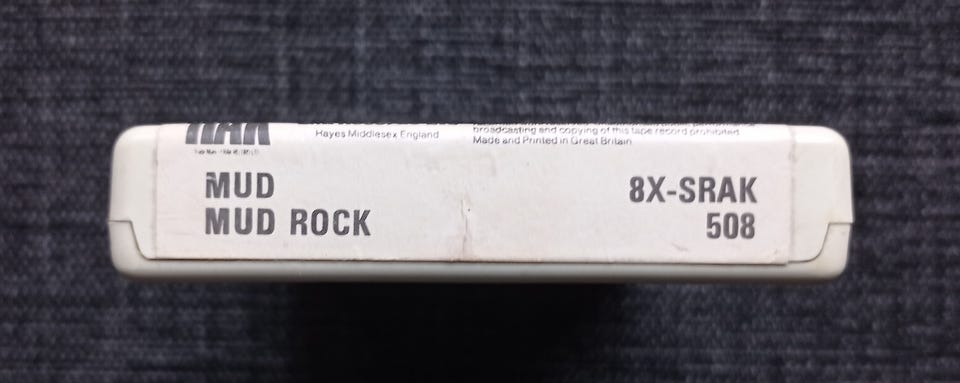 RAK
Hayes Middlesex England
broadcasting and copying of this tape record prohibited
Made and Printed in Great Britain
MUD
MUD ROCK
8X-SRAK
508